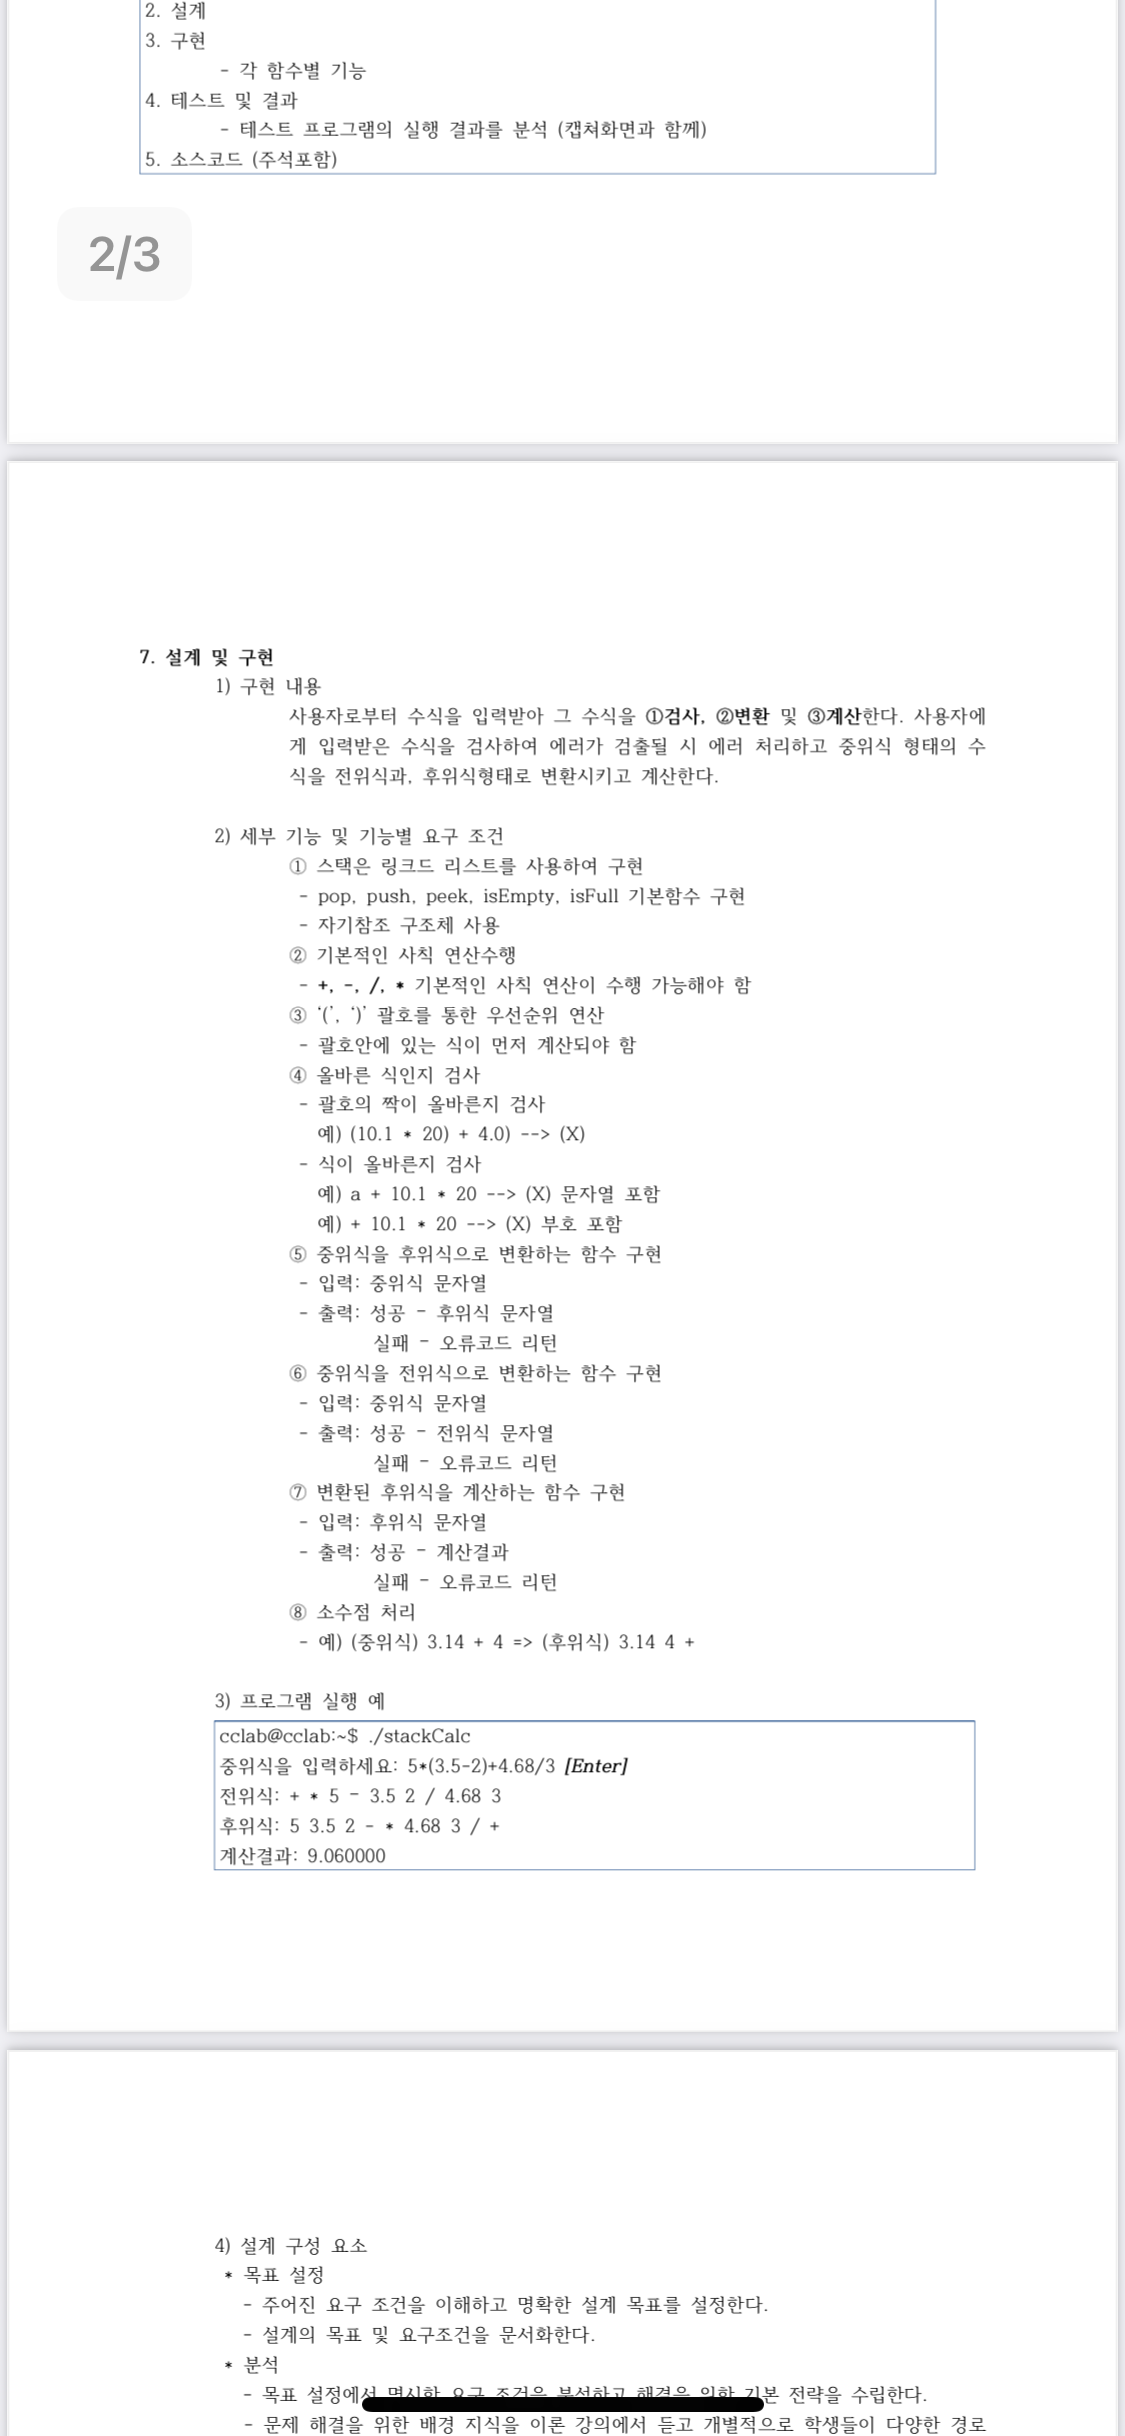 2. 설계
3. 구현
- 각 함수별 기능
4. 테스트 및 결과
- 테스트 프로그램의 실행 결과를 분석 (캡쳐화면과 함께)
5. 소스코드 (주석포함)
2/3
7. 설계 및 구현
1) 구현 내용
사용자로부터 수식을 입력받아 그 수식을 ①검사, ②변환 및 ③계산한다. 사용자에
게 입력받은 수식을 검사하여 에러가 검출될 시 에러 처리하고 중위식 형태의 수
식을 전위식과, 후위식형태로 변환시키고 계산한다.
2) 세부 기능 및 기능별 요구 조건
① 스택은 링크드 리스트를 사용하여 구현
- pop, push, peek, isEmpty, isFull 기본함수 구현
- 자기참조 구조체 사용
② 기본적인 사칙 연산수행
- +, -, /, * 기본적인 사칙 연산이 수행 가능해야 함
③ '(', ')' 괄호를 통한 우선순위 연산
- 괄호안에 있는 식이 먼저 계산되야 함
④ 올바른 식인지 검사
- 괄호의 짝이 올바른지 검사
예) (10.1 * 20) + 4.0) --> (X)
- 식이 올바른지 검사
예) a + 10.1 * 20 --> (X) 문자열 포함
예) + 10.1 * 20 --> (X) 부호 포함
⑤ 중위식을 후위식으로 변환하는 함수 구현
- 입력: 중위식 문자열
- 출력: 성공 - 후위식 문자열
실패 - 오류코드 리턴
⑥ 중위식을 전위식으로 변환하는 함수 구현
- 입력: 중위식 문자열
- 출력: 성공 - 전위식 문자열
실패 - 오류코드 리턴
⑦ 변환된 후위식을 계산하는 함수 구현
- 입력: 후위식 문자열
- 출력: 성공 - 계산결과
실패 - 오류코드 리턴
⑧ 소수점 처리
- 예) (중위식) 3.14 + 4 => (후위식) 3.14 4 +
3) 프로그램 실행 예
cclab@cclab:~$ ./stackCalc
중위식을 입력하세요: 5*(3.5-2)+4.68/3 [Enter]
전위식: + * 5 - 3.5 2 / 4.68 3
후위식: 5 3.5 2 - * 4.68 3 / +
계산결과: 9.060000
4) 설계 구성 요소
* 목표 설정
- 주어진 요구 조건을 이해하고 명확한 설계 목표를 설정한다.
- 설계의 목표 및 요구조건을 문서화한다.
* 분석
- 목표 설정에서 명시한 요구 조건을 분석하고 해결을 위한 기본 전략을 수립한다.
- 문제 해결을 위한 배경 지식을 이론 강의에서 듣고 개별적으로 학생들이 다양한 경로